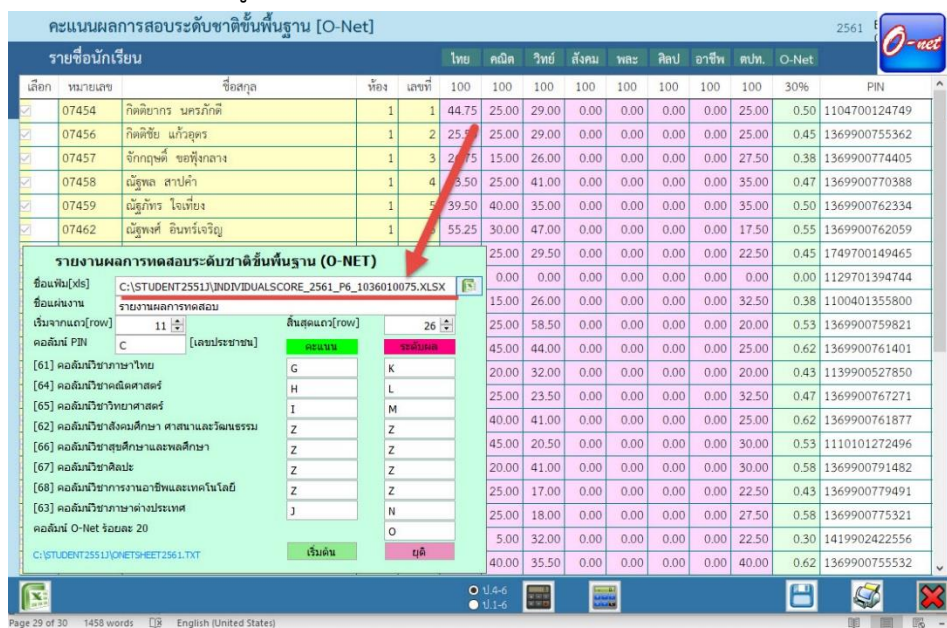 คะแนนผลการสอบระดับชาติขั้นพื้นฐาน [O-Net] 2561
O-net
รายชื่อนักเรียน ไทย คณิต วิทย์ สังคม พละ ศิลป อาชีพ ตปท. O-Net
เลือก หมายเลข ชื่อสกุล ห้อง เลขที่ 100 100 100 100 100 100 100 100 30% PIN
07454 กิตติยากร นครภักดี 1 1 44.75 25.00 29.00 0.00 0.00 0.00 0.00 25.00 0.50 1104700124749
07456 กิตติชัย แก้วอุดร 1 2 25.00 29.00 0.00 0.00 0.00 0.00 25.00 0.45 1369900755362
07457 จักกฤษดิ์ ขอฟุ้งกลาง 1 3 15.00 26.00 0.00 0.00 0.00 0.00 27.50 0.38 1369900774405
07458 ณัฐพล สาปคำ 1 4 25.00 41.00 0.00 0.00 0.00 0.00 35.00 0.47 1369900770388
07459 ณัฐภัทร ใจเที่ยง 1 5 39.50 40.00 35.00 0.00 0.00 0.00 0.00 35.00 0.50 1369900762334
07462 ณัฐพงศ์ อินทร์เจริญ 1 55.25 30.00 47.00 0.00 0.00 0.00 0.00 17.50 0.55 1369900762059
25.00 29.50 0.00 0.00 0.00 0.00 22.50 0.45 1749700149465
0.00 0.00 0.00 0.00 0.00 0.00 0.00 0.00 1129701394744
15.00 26.00 0.00 0.00 0.00 0.00 32.50 0.38 1100401355800
25.00 58.50 0.00 0.00 0.00 0.00 20.00 0.53 1369900759821
45.00 44.00 0.00 0.00 0.00 0.00 25.00 0.62 1369900761401
20.00 32.00 0.00 0.00 0.00 0.00 20.00 0.43 1139900527850
25.00 23.50 0.00 0.00 0.00 0.00 32.50 0.47 1369900767271
40.00 41.00 0.00 0.00 0.00 0.00 25.00 0.62 1369900761877
45.00 20.50 0.00 0.00 0.00 0.00 30.00 0.53 1110101272496
20.00 41.00 0.00 0.00 0.00 0.00 30.00 0.58 1369900791482
25.00 17.00 0.00 0.00 0.00 0.00 22.50 0.43 1369900779491
25.00 18.00 0.00 0.00 0.00 0.00 27.50 0.58 1369900775321
5.00 32.00 0.00 0.00 0.00 0.00 22.50 0.30 1419902422556
40.00 35.50 0.00 0.00 0.00 0.00 40.00 0.62 1369900755532
รายงานผลการทดสอบระดับชาติขั้นพื้นฐาน (O-NET)
ชื่อแฟ้ม[xls] C:\STUDENT2551J\INDIVIDUALSCORE_2561_P6_1036010075.XLSX
ชื่อแผ่นงาน รายงานผลการทดสอบ
เริ่มจากแถว[row] 11 สิ้นสุดแถว[row] 26
คอลัมน์ PIN C [เลขประชาชน] คะแนน ระดับผล
[61] คอลัมน์วิชาภาษาไทย G K
[64] คอลัมน์วิชาคณิตศาสตร์ H L
[65] คอลัมน์วิชาวิทยาศาสตร์ I M
[62] คอลัมน์วิชาสังคมศึกษา ศาสนาและวัฒนธรรม Z Z
[66] คอลัมน์วิชาสุขศึกษาและพลศึกษา Z Z
[67] คอลัมน์วิชาศิลปะ Z Z
[68] คอลัมน์วิชาการงานอาชีพและเทคโนโลยี Z Z
[63] คอลัมน์วิชาภาษาต่างประเทศ J N
คอลัมน์ O-Net ร้อยละ 20 O
C:\STUDENT2551J\ONETSHEET2561.TXT เริ่มต้น ยุติ
ป.4-6
ป.1-6
Page 29 of 30 1458 words English (United States)